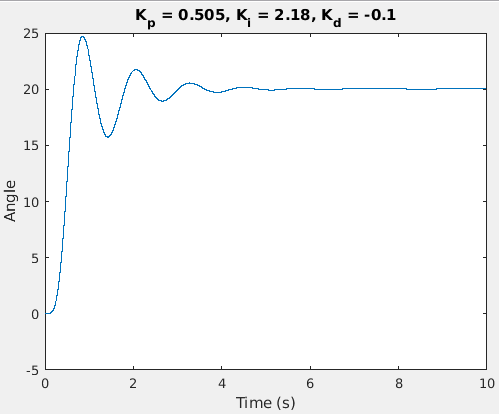 K_p = 0.505, K_i = 2.18, K_d = -0.1
25
20
15
10
5
0
-5
0 2 4 6 8 10
Angle
Time (s)